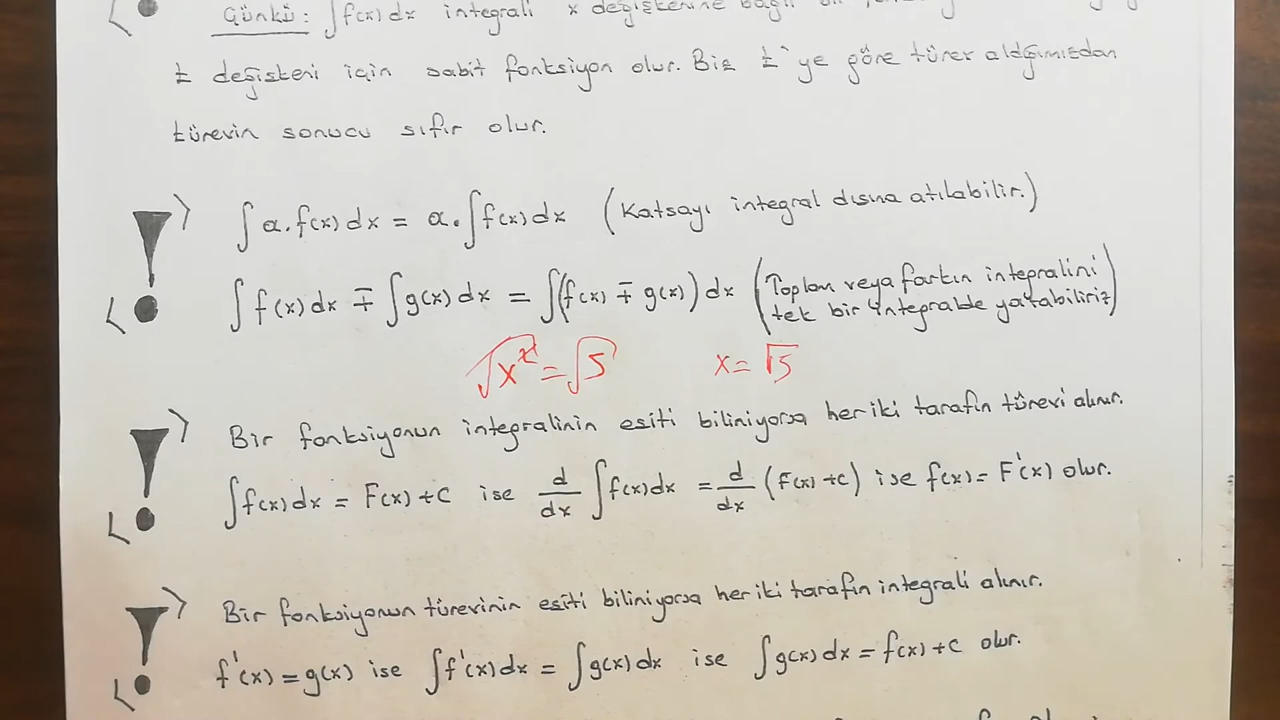 Çünkü: ∫f(x)dx integrali x değişkenine bağlı
t değişkeni için sabit fonksiyon olur. Biz t'ye göre türev aldığımızdan
türevin sonucu sıfır olur.
∫α.f(x)dx = α.∫f(x)dx (Katsayı integral dışına atılabilir.)
∫f(x)dx ∓ ∫g(x)dx = ∫(f(x) ∓ g(x))dx (Toplam veya farkın integralini
tek bir integralde yazabiliriz)
√x² = √5 x = √5
Bir fonksiyonun integralinin eşiti biliniyorsa her iki tarafın türevi alınır.
∫f(x)dx = F(x)+C ise d/dx ∫f(x)dx = d/dx (F(x)+C) ise f(x) = F'(x) olur.
Bir fonksiyonun türevinin eşiti biliniyorsa her iki tarafın integrali alınır.
f'(x) = g(x) ise ∫f'(x)dx = ∫g(x)dx ise ∫g(x)dx = f(x)+C olur.